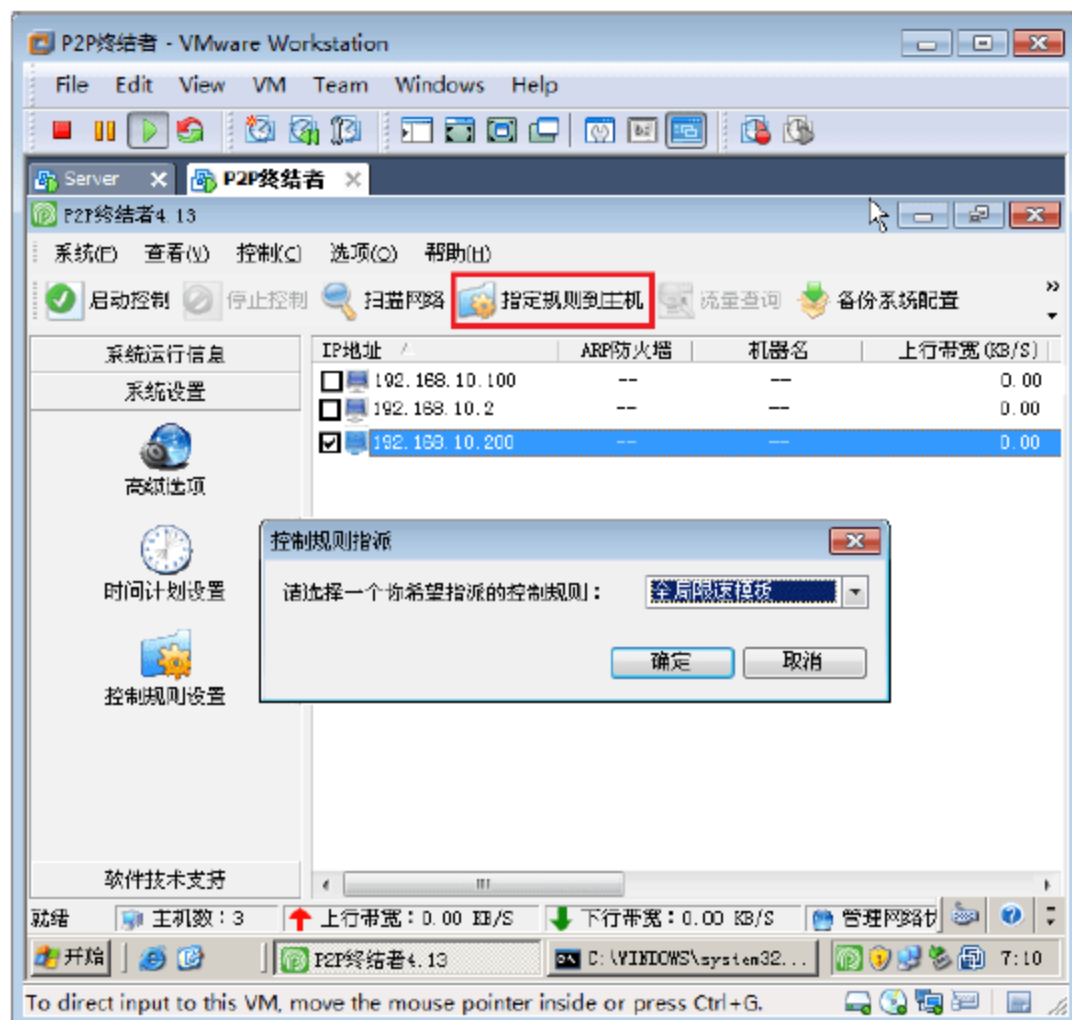 P2P终结者 - VMware Workstation
File Edit View VM Team Windows Help
Server P2P终结者
P2P终结者4.13
系统(E) 查看(V) 控制(C) 选项(O) 帮助(H)
启动控制 停止控制 扫描网络 指定规则到主机 流量查询 备份系统配置
系统运行信息
IP地址 ARP防火墙 机器名 上行带宽(KB/S)
系统设置
192.168.10.100 -- -- 0.00
192.168.10.2 -- -- 0.00
192.168.10.200 -- -- 0.00
高级选项
控制规则指派
时间计划设置
请选择一个你希望指派的控制规则： 全局限速模板
确定 取消
控制规则设置
软件技术支持
就绪 主机数：3 上行带宽：0.00 KB/S 下行带宽：0.00 KB/S 管理网络
开始 P2P终结者4.13 C:\WINDOWS\system32... 7:10
To direct input to this VM, move the mouse pointer inside or press Ctrl+G.